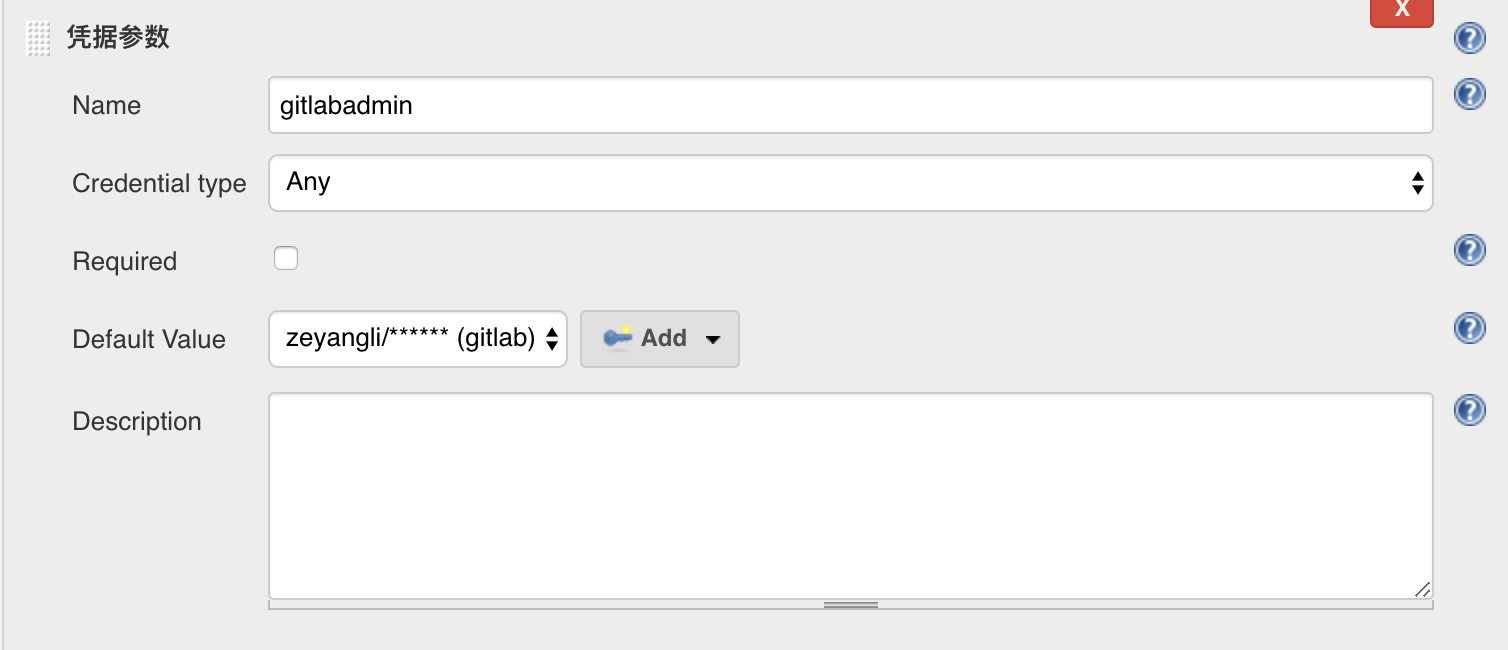 X
凭据参数
Name
gitlabadmin
Credential type
Any
Required
Default Value
zeyangli/****** (gitlab)
Add
Description